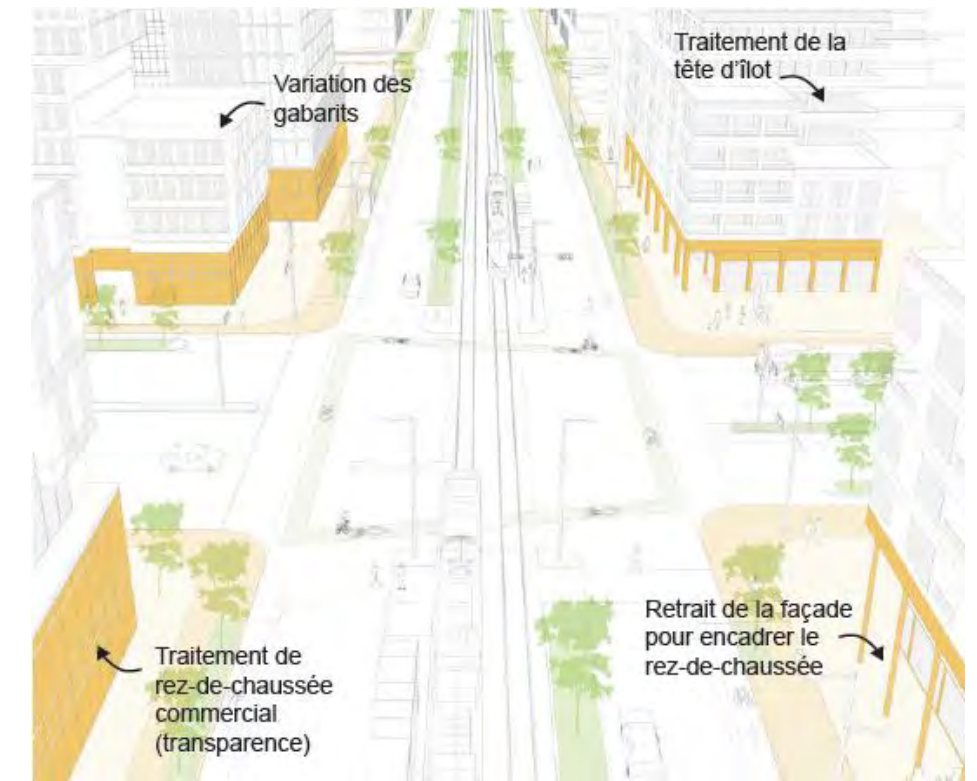 Variation des
gabarits
Traitement de la
tête d'îlot
Traitement de
rez-de-chaussée
commercial
(transparence)
Retrait de la façade
pour encadrer le
rez-de-chaussée